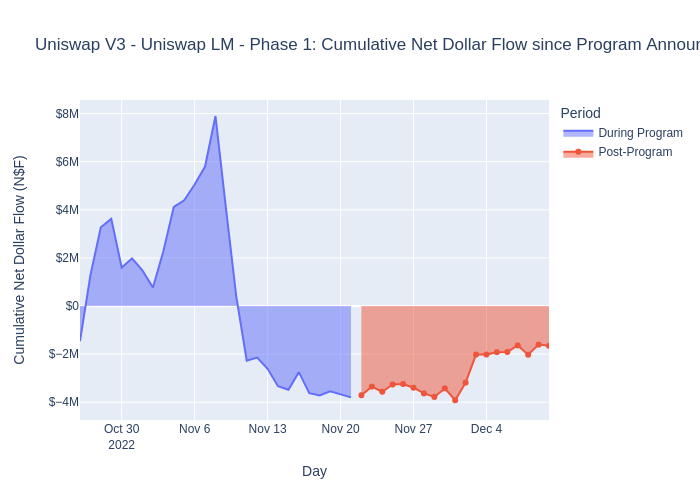 Uniswap V3 - Uniswap LM - Phase 1: Cumulative Net Dollar Flow since Program
Period
During Program
Post-Program
Cumulative Net Dollar Flow (N$F)
$8M
$6M
$4M
$2M
$0
$−2M
$−4M
Oct 30
2022
Nov 6
Nov 13
Nov 20
Nov 27
Dec 4
Day